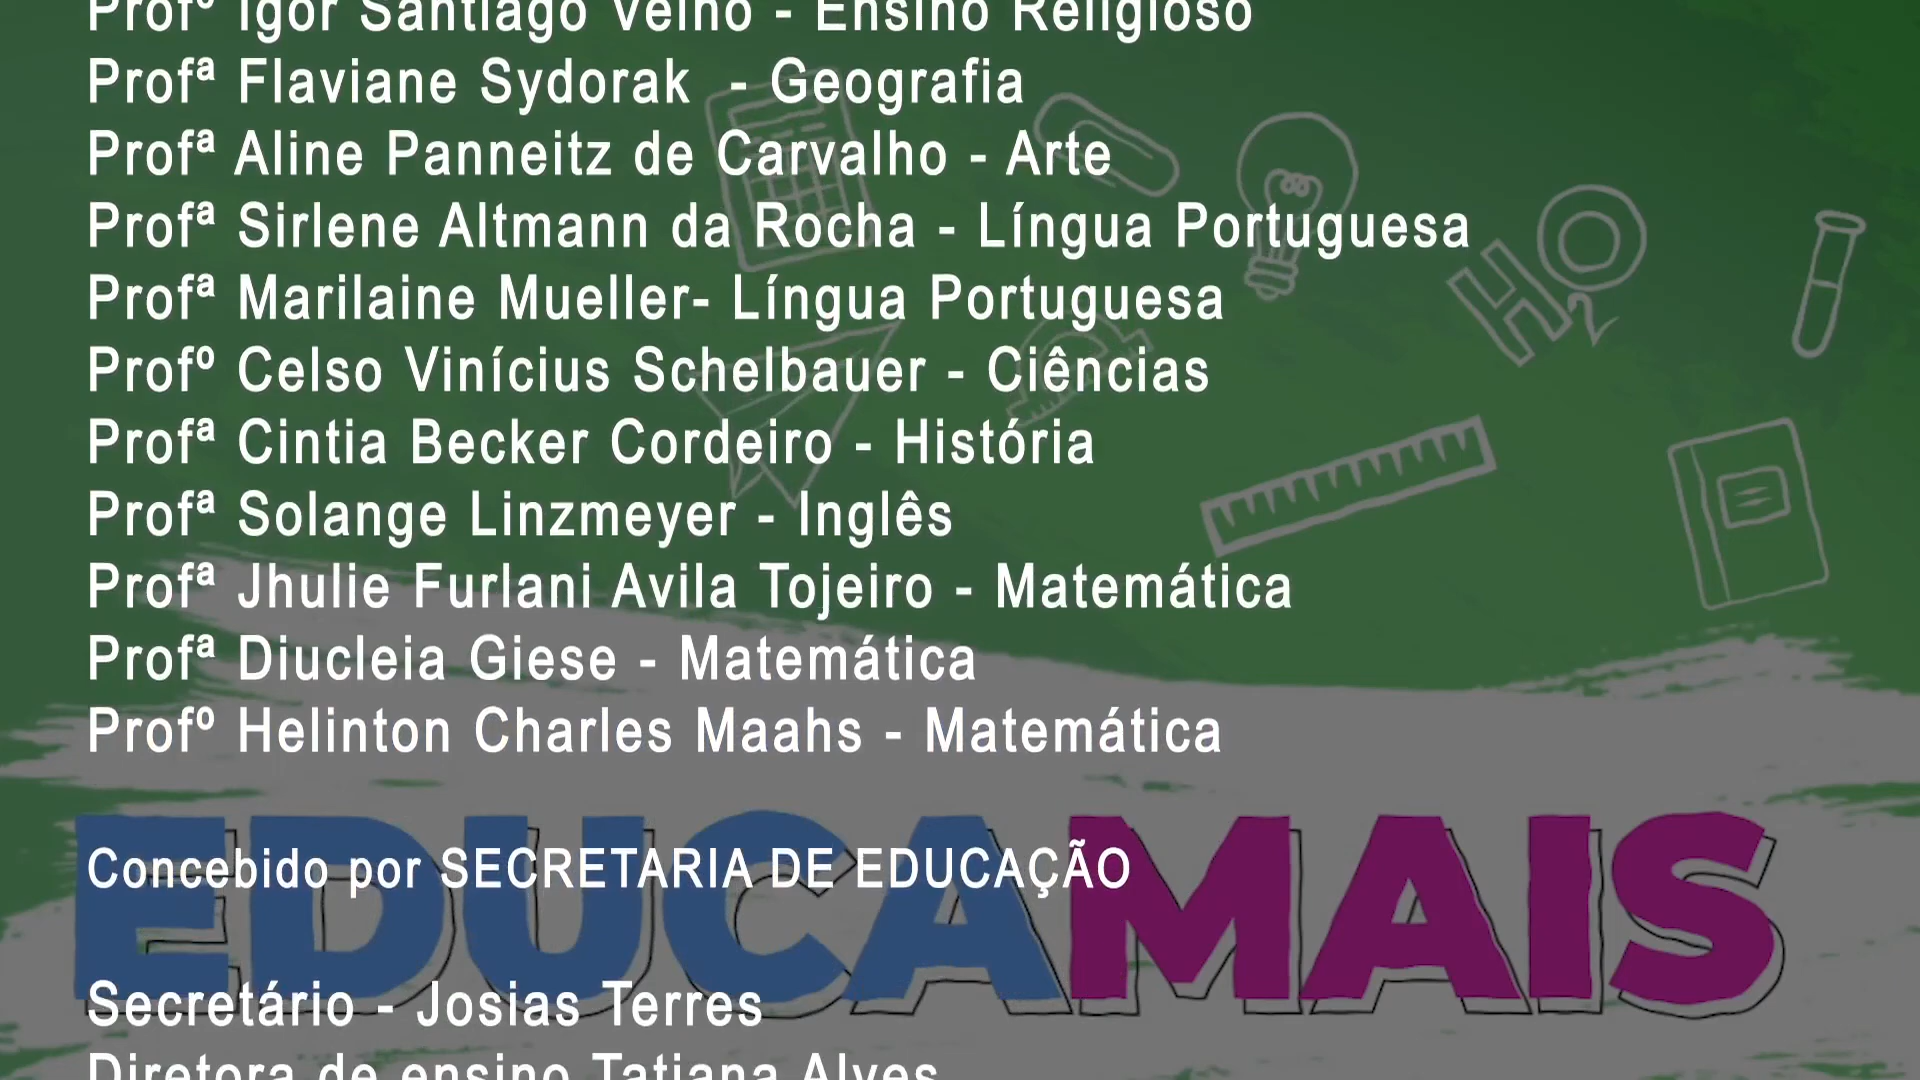 Profº Igor Santiago Velho - Ensino Religioso
Profª Flaviane Sydorak - Geografia
Profª Aline Panneitz de Carvalho - Arte
Profª Sirlene Altmann da Rocha - Língua Portuguesa
Profª Marilaine Mueller- Língua Portuguesa
Profº Celso Vinícius Schelbauer - Ciências
Profª Cintia Becker Cordeiro - História
Profª Solange Linzmeyer - Inglês
Profª Jhulie Furlani Avila Tojeiro - Matemática
Profª Diucleia Giese - Matemática
Profº Helinton Charles Maahs - Matemática
Concebido por SECRETARIA DE EDUCAÇÃO
EDUCAMAIS
Secretário - Josias Terres
Diretora de ensino Tatiana Alves
HO2